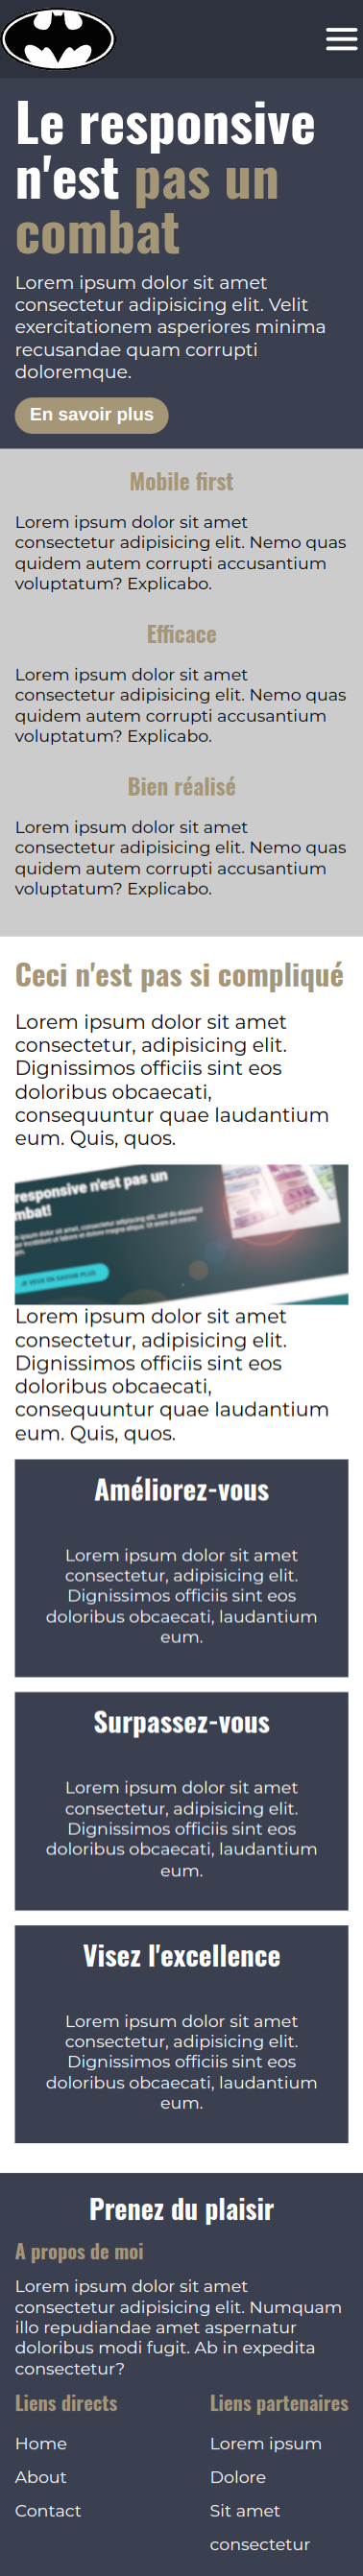 Le responsive
n'est pas un
combat
Lorem ipsum dolor sit amet
consectetur adipisicing elit. Velit
exercitationem asperiores minima
recusandae quam corrupti
doloremque.
En savoir plus
Mobile first
Lorem ipsum dolor sit amet
consectetur adipisicing elit. Nemo quas
quidem autem corrupti accusantium
voluptatum? Explicabo.
Efficace
Lorem ipsum dolor sit amet
consectetur adipisicing elit. Nemo quas
quidem autem corrupti accusantium
voluptatum? Explicabo.
Bien réalisé
Lorem ipsum dolor sit amet
consectetur adipisicing elit. Nemo quas
quidem autem corrupti accusantium
voluptatum? Explicabo.
Ceci n'est pas si compliqué
Lorem ipsum dolor sit amet
consectetur, adipisicing elit.
Dignissimos officiis sint eos
doloribus obcaecati,
consequuntur quae laudantium
eum. Quis, quos.
responsive n'est pas un
mbat!
JE VEUX EN SAVOIR PLUS
Lorem ipsum dolor sit amet
consectetur, adipisicing elit.
Dignissimos officiis sint eos
doloribus obcaecati,
consequuntur quae laudantium
eum. Quis, quos.
Améliorez-vous
Lorem ipsum dolor sit amet
consectetur, adipisicing elit.
Dignissimos officiis sint eos
doloribus obcaecati, laudantium
eum.
Surpassez-vous
Lorem ipsum dolor sit amet
consectetur, adipisicing elit.
Dignissimos officiis sint eos
doloribus obcaecati, laudantium
eum.
Visez l'excellence
Lorem ipsum dolor sit amet
consectetur, adipisicing elit.
Dignissimos officiis sint eos
doloribus obcaecati, laudantium
eum.
Prenez du plaisir
A propos de moi
Lorem ipsum dolor sit amet
consectetur adipisicing elit. Numquam
illo repudiandae amet aspernatur
doloribus modi fugit. Ab in expedita
consectetur?
Liens directs
Home
About
Contact
Liens partenaires
Lorem ipsum
Dolore
Sit amet
consectetur